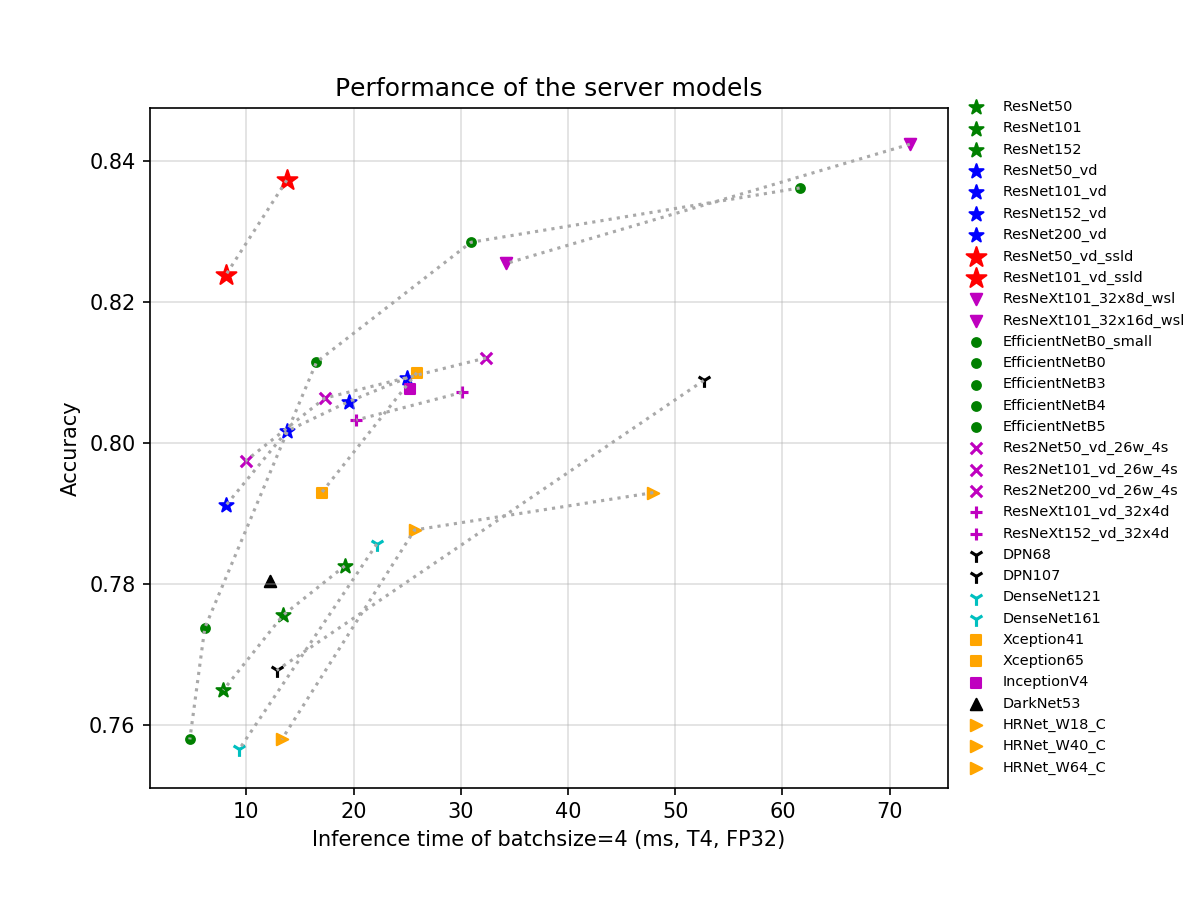 Performance of the server models
0.84
0.82
0.80
0.78
0.76
Accuracy
10 20 30 40 50 60 70
Inference time of batchsize=4 (ms, T4, FP32)
ResNet50
ResNet101
ResNet152
ResNet50_vd
ResNet101_vd
ResNet152_vd
ResNet200_vd
ResNet50_vd_ssld
ResNet101_vd_ssld
ResNeXt101_32x8d_wsl
ResNeXt101_32x16d_wsl
EfficientNetB0_small
EfficientNetB0
EfficientNetB3
EfficientNetB4
EfficientNetB5
Res2Net50_vd_26w_4s
Res2Net101_vd_26w_4s
Res2Net200_vd_26w_4s
ResNeXt101_vd_32x4d
ResNeXt152_vd_32x4d
DPN68
DPN107
DenseNet121
DenseNet161
Xception41
Xception65
InceptionV4
DarkNet53
HRNet_W18_C
HRNet_W40_C
HRNet_W64_C